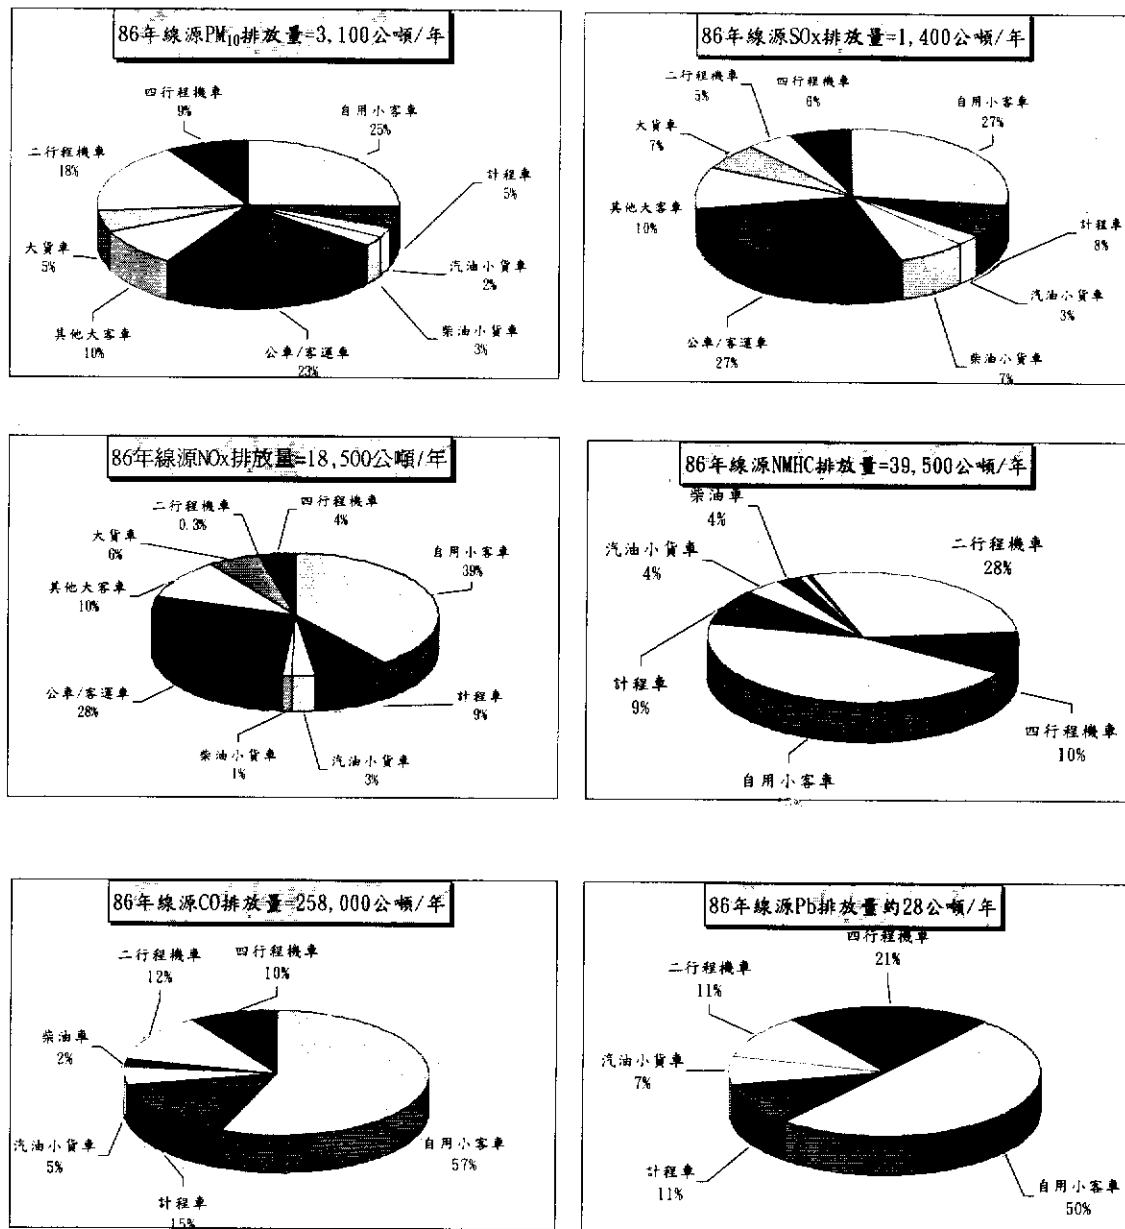 86年線源PM10排放量=3,100公噸/年
四行程機車
9%
自用小客車
25%
二行程機車
18%
計程車
5%
大貨車
5%
汽油小貨車
2%
其他大客車
10%
柴油小貨車
3%
公車/客運車
23%
86年線源SOx排放量=1,400公噸/年
二行程機車
5%
四行程機車
6%
自用小客車
27%
大貨車
7%
其他大客車
10%
計程車
8%
汽油小貨車
3%
公車/客運車
27%
柴油小貨車
7%
86年線源NOx排放量=18,500公噸/年
二行程機車
0.3%
四行程機車
4%
大貨車
6%
自用小客車
39%
其他大客車
10%
公車/客運車
28%
計程車
9%
柴油小貨車
1%
汽油小貨車
3%
86年線源NMHC排放量=39,500公噸/年
柴油車
4%
汽油小貨車
4%
二行程機車
28%
計程車
9%
四行程機車
10%
自用小客車
86年線源CO排放量=258,000公噸/年
二行程機車
12%
四行程機車
10%
柴油車
2%
汽油小貨車
5%
自用小客車
57%
計程車
15%
86年線源Pb排放量約28公噸/年
四行程機車
21%
二行程機車
11%
汽油小貨車
7%
計程車
11%
自用小客車
50%